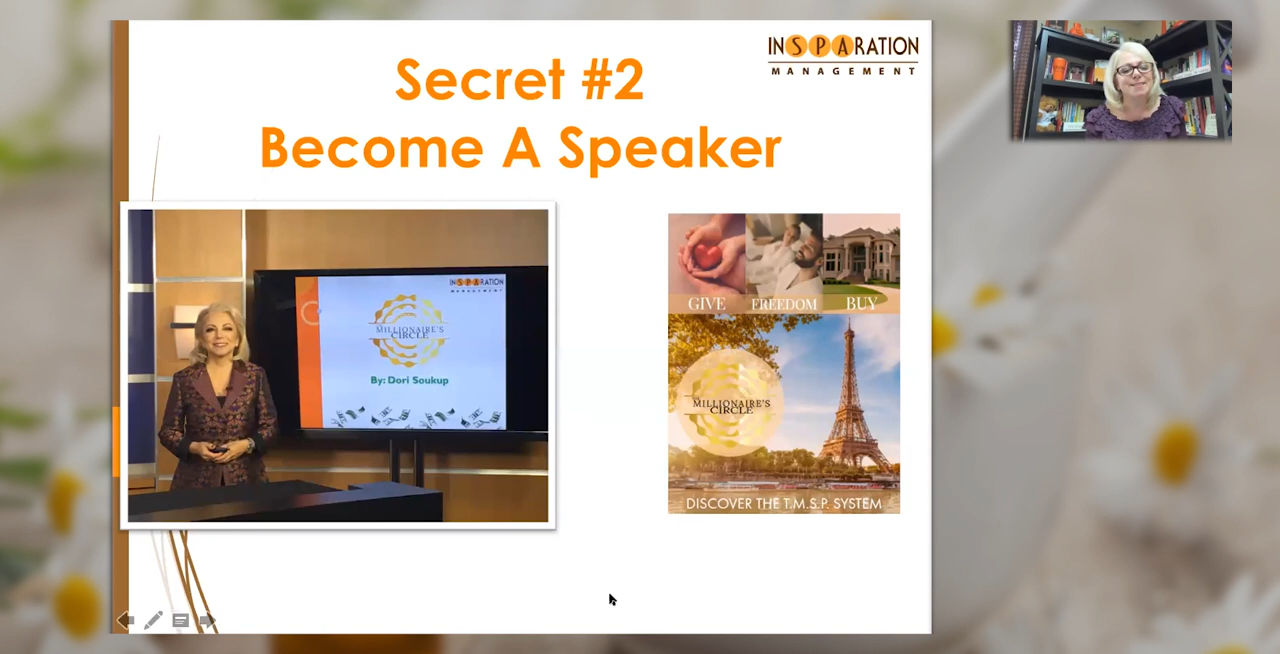 INSPARATION
MANAGEMENT
Secret #2
Become A Speaker
INSPARATION
MANAGEMENT
MILLIONAIRE'S
CIRCLE
By: Dori Soukup
GIVE
FREEDOM
BUY
MILLIONAIRE'S
CIRCLE
DISCOVER THE T.M.S.P. SYSTEM